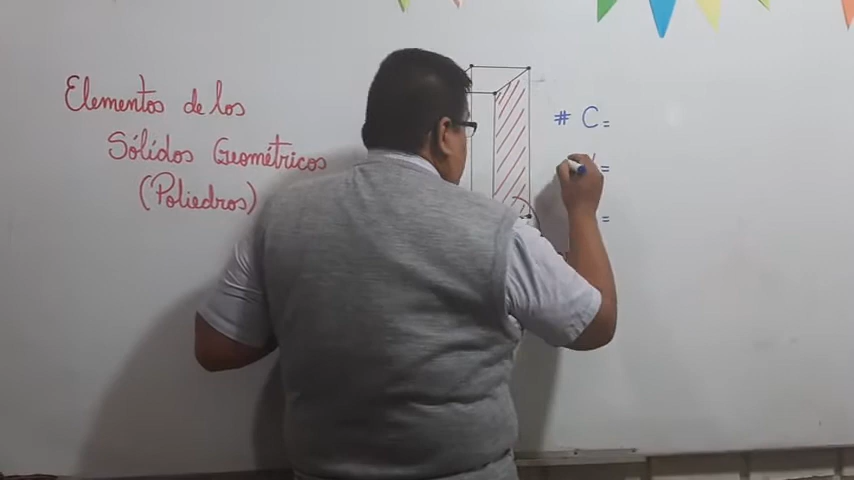 Elementos de los
Sólidos Geométricos
(Poliedros)
# C =
=
=